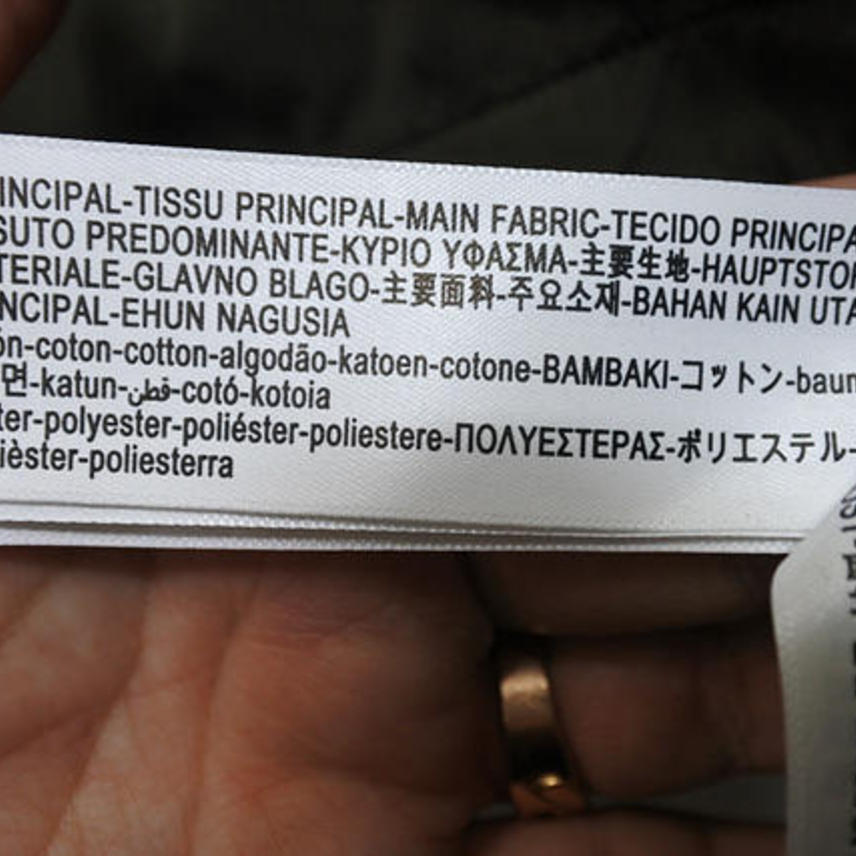 INCIPAL-TISSU PRINCIPAL-MAIN FABRIC-TECIDO PRINCIPA
SUTO PREDOMINANTE-ΚΥΡΙΟ ΥΦΑΣΜΑ-主要生地-HAUPTSTOF
TERIALE-GLAVNO BLAGO-主要面料-주요소재-BAHAN KAIN UTA
NCIPAL-EHUN NAGUSIA
ón-coton-cotton-algodão-katoen-cotone-BAMBAKI-コットン-baum
면-katun-قطن-cotó-kotoia
ter-polyester-poliéster-poliestere-ΠΟΛΥΕΣΤΕΡΑΣ-ポリエステル-
ièster-poliesterra